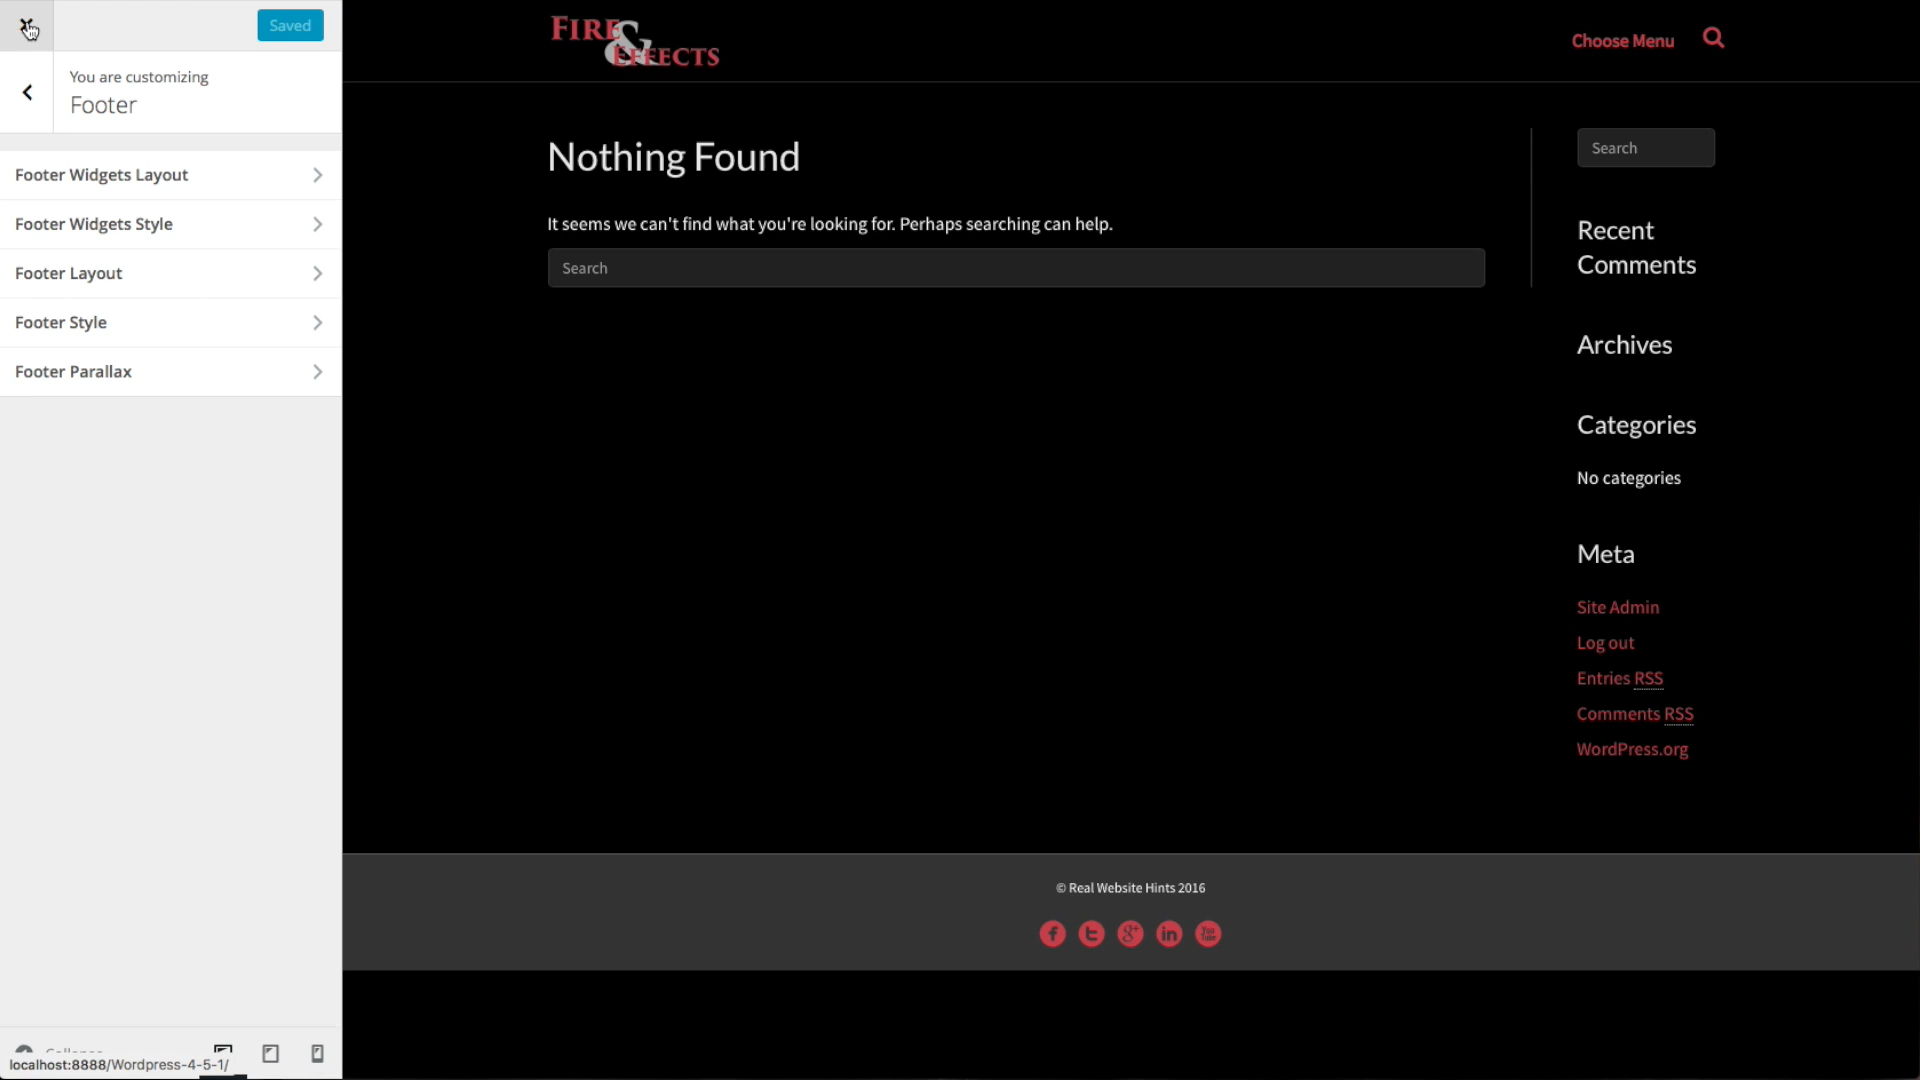 Saved
You are customizing
Footer
Footer Widgets Layout
Footer Widgets Style
Footer Layout
Footer Style
Footer Parallax
localhost:8888/Wordpress-4-5-1/
FIRE
&
EFFECTS
Choose Menu
Nothing Found
It seems we can't find what you're looking for. Perhaps searching can help.
Search
Search
Recent
Comments
Archives
Categories
No categories
Meta
Site Admin
Log out
Entries RSS
Comments RSS
WordPress.org
© Real Website Hints 2016